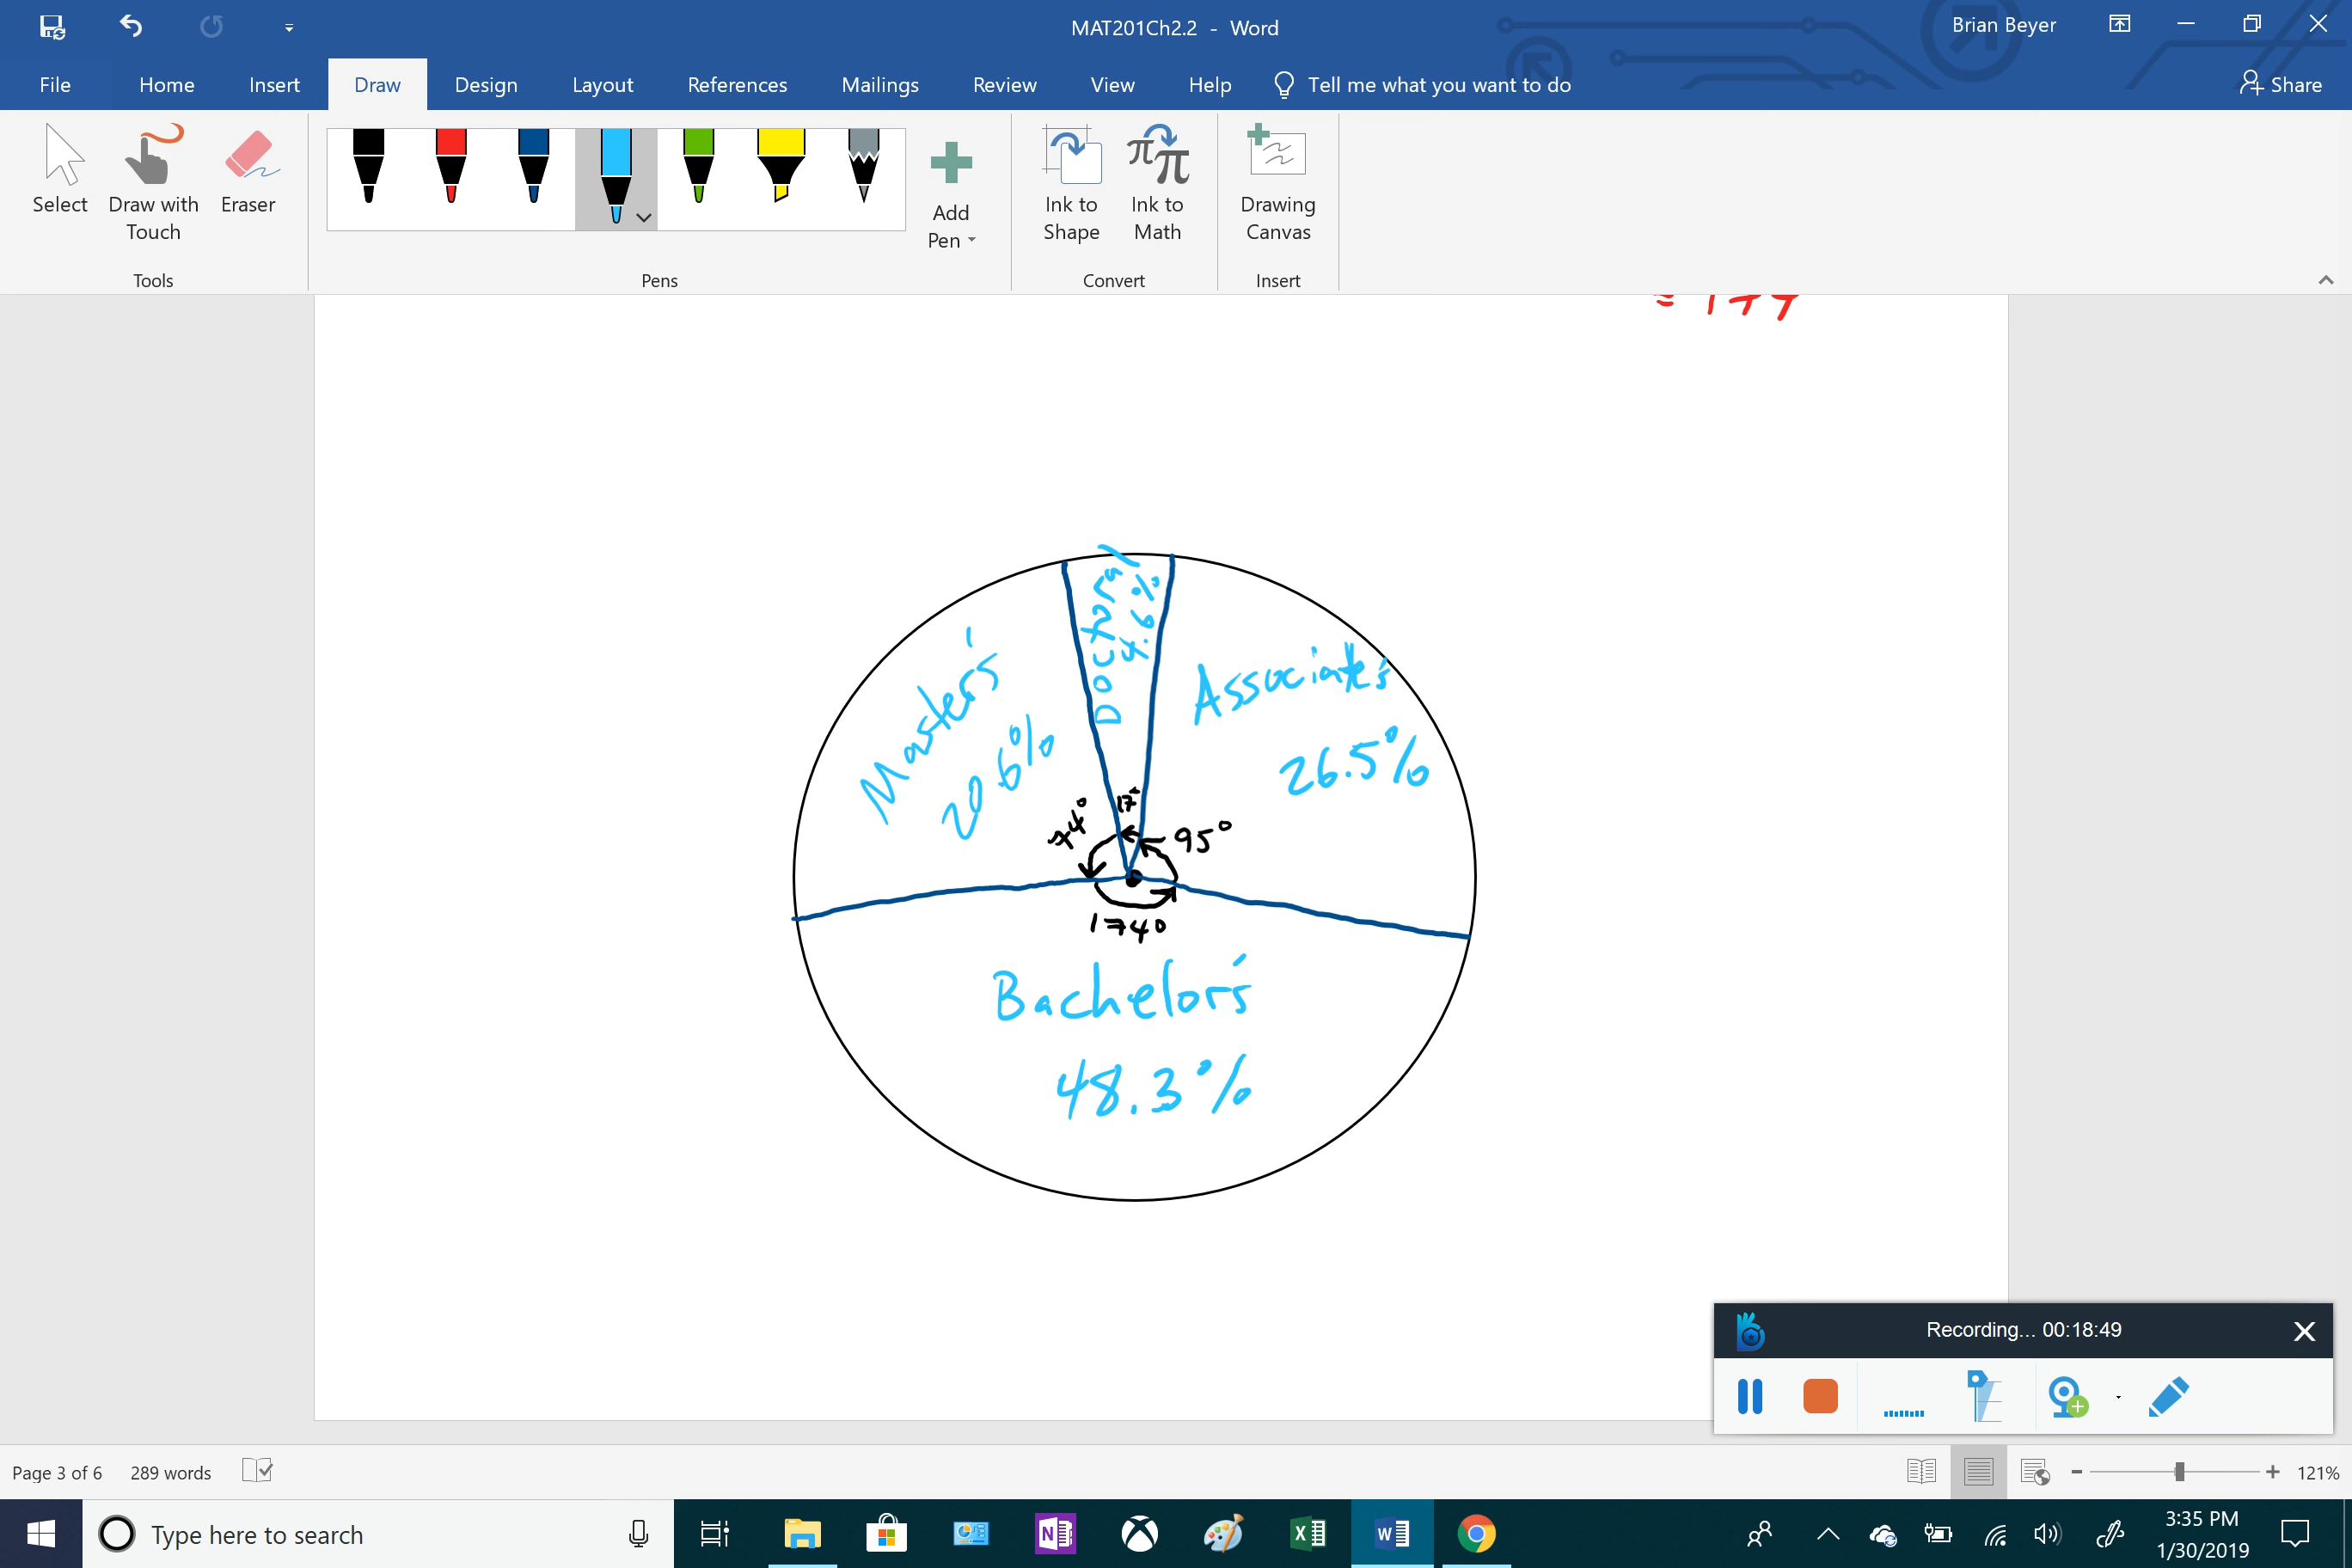 MAT201Ch2.2 - Word
Brian Beyer
File Home Insert Draw Design Layout References Mailings Review View Help Tell me what you want to do
Share
Select
Draw with Touch
Eraser
Tools
Pens
Add Pen
Ink to Shape
Ink to Math
Convert
Drawing Canvas
Insert
Doctoral
4.6%
Master's
20.6%
Associate's
26.5%
17°
74°
95°
174°
Bachelor's
48.3%
Recording... 00:18:49
Page 3 of 6
289 words
121%
Type here to search
3:35 PM
1/30/2019